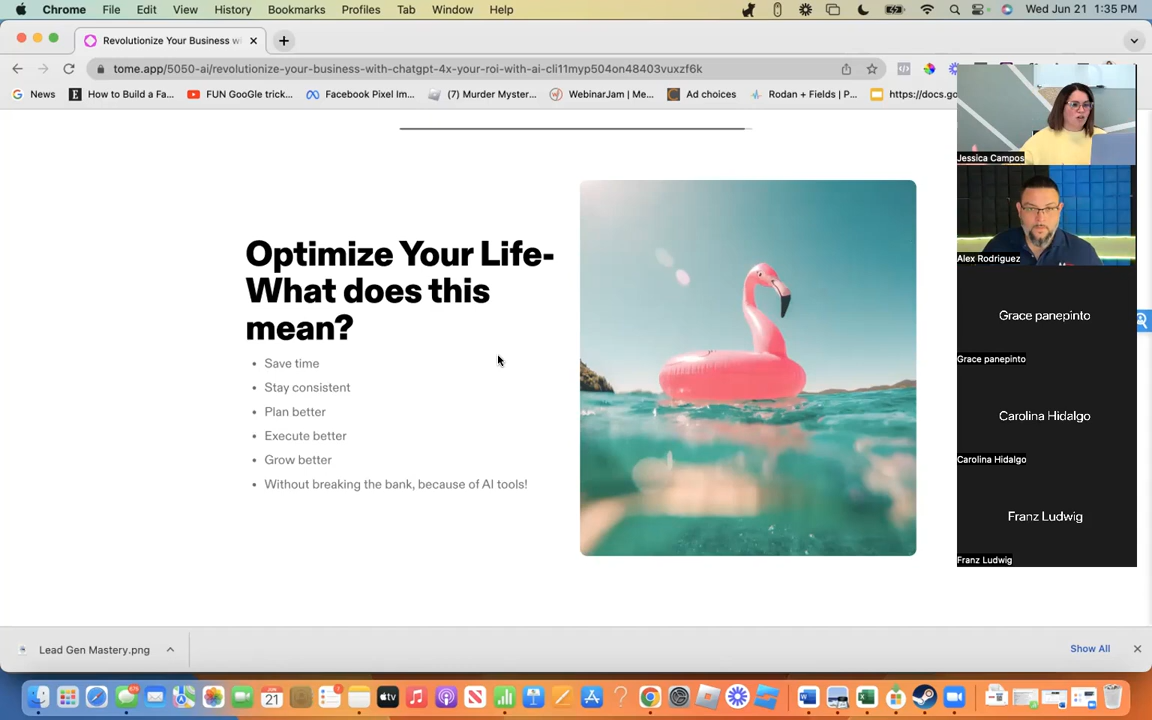 Chrome File Edit View History Bookmarks Profiles Tab Window Help Wed Jun 21 1:35 PM
Revolutionize Your Business wi
tome.app/5050-ai/revolutionize-your-business-with-chatgpt-4x-your-roi-with-ai-cli11myp504on48403vuxzf6k
News How to Build a Fa... FUN GooGle trick... Facebook Pixel Im... (7) Murder Myster... WebinarJam | Me... Ad choices Rodan + Fields | P... https://docs.go
Jessica Campos
Alex Rodriguez
Optimize Your Life-
What does this
mean?
• Save time
• Stay consistent
• Plan better
• Execute better
• Grow better
• Without breaking the bank, because of AI tools!
Grace panepinto
Grace panepinto
Carolina Hidalgo
Carolina Hidalgo
Franz Ludwig
Franz Ludwig
Lead Gen Mastery.png
Show All